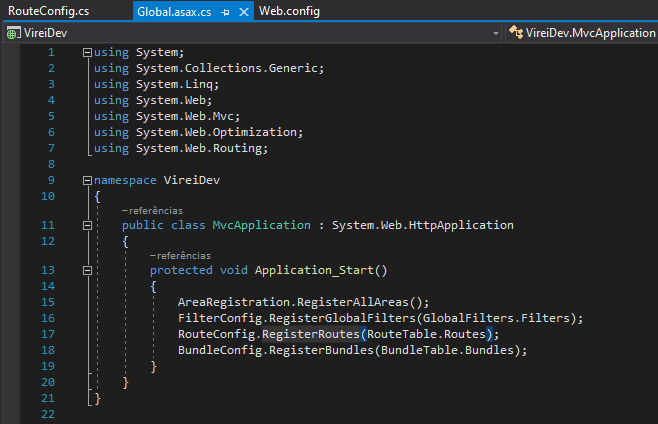 RouteConfig.cs Global.asax.cs Web.config
VireiDev VireiDev.MvcApplication
1 using System;
2 using System.Collections.Generic;
3 using System.Linq;
4 using System.Web;
5 using System.Web.Mvc;
6 using System.Web.Optimization;
7 using System.Web.Routing;
8
9 namespace VireiDev
10 {
–referências
11 public class MvcApplication : System.Web.HttpApplication
12 {
–referências
13 protected void Application_Start()
14 {
15 AreaRegistration.RegisterAllAreas();
16 FilterConfig.RegisterGlobalFilters(GlobalFilters.Filters);
17 RouteConfig.RegisterRoutes(RouteTable.Routes);
18 BundleConfig.RegisterBundles(BundleTable.Bundles);
19 }
20 }
21 }
22